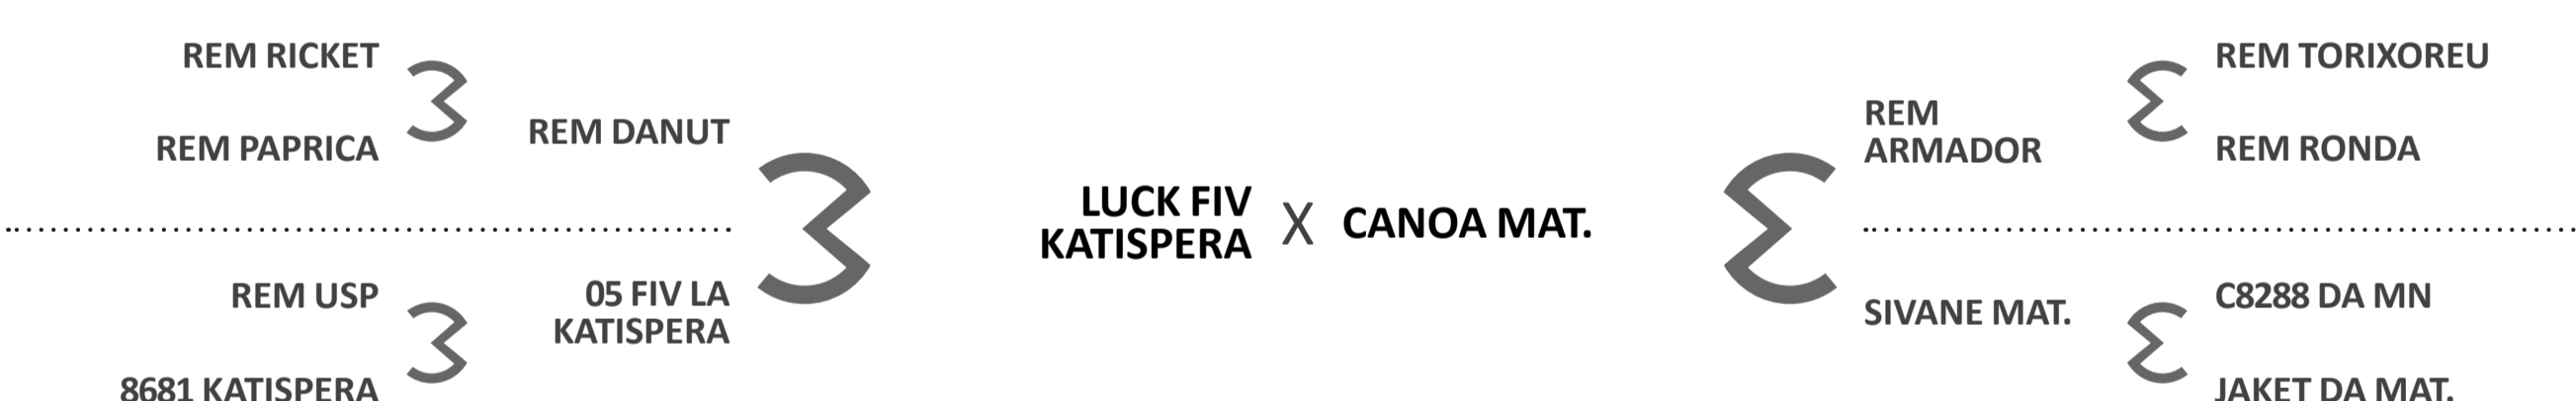 REM RICKET
REM PAPRICA
REM DANUT
REM USP
8681 KATISPERA
05 FIV LA
KATISPERA
LUCK FIV
KATISPERA
X
CANOA MAT.
REM
ARMADOR
REM TORIXOREU
REM RONDA
SIVANE MAT.
C8288 DA MN
JAKET DA MAT.